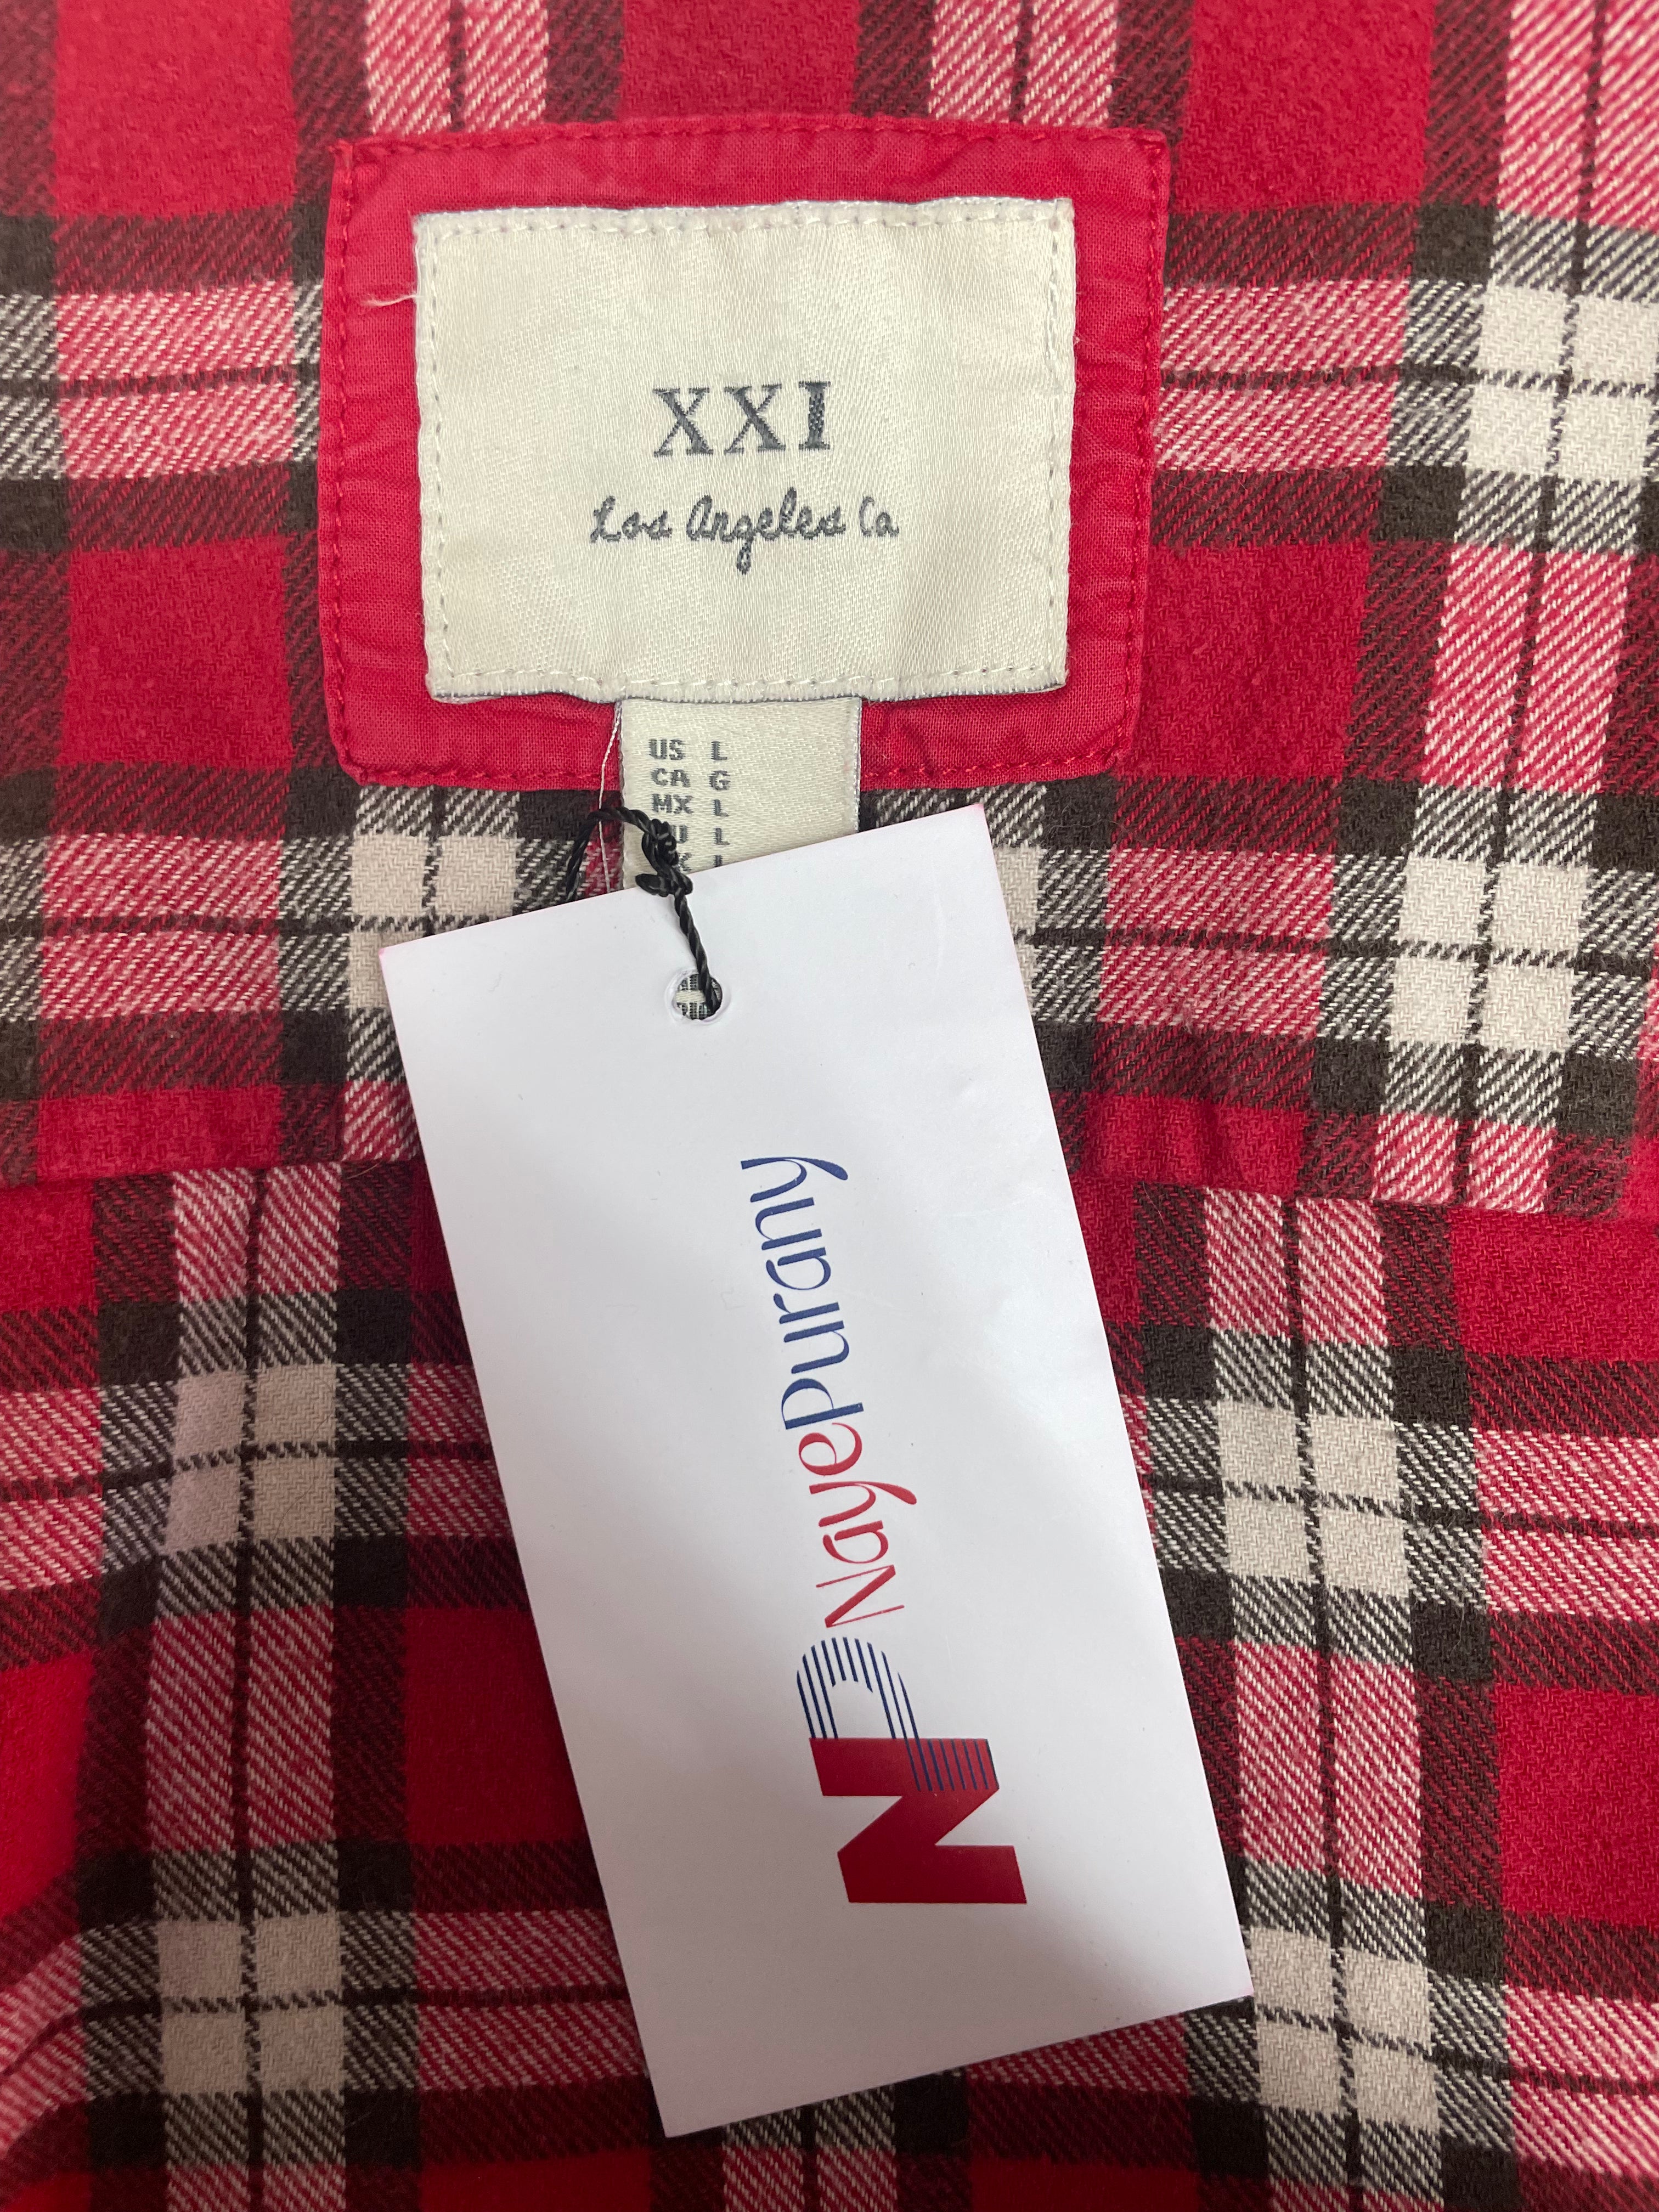 XXI
Los Angeles Ca
US L
CA G
MX L
L
Nayepurany
N